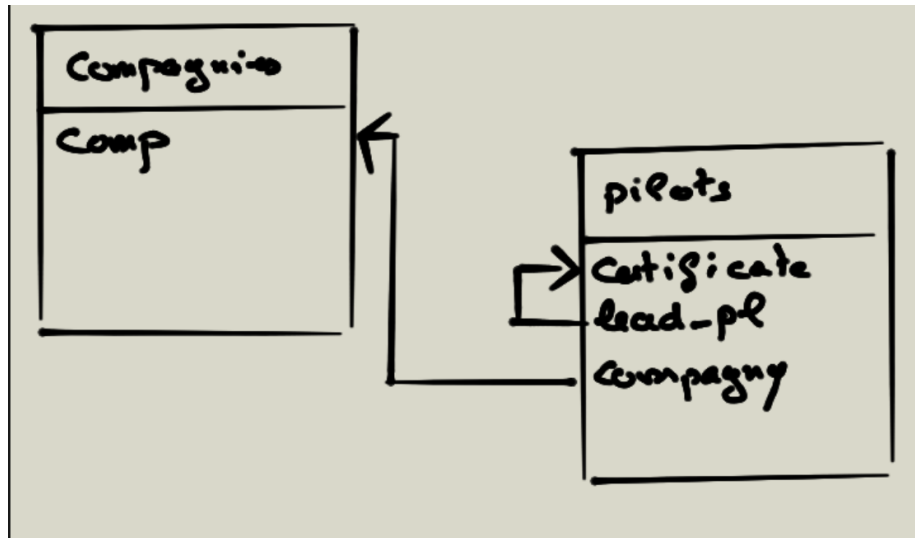 Compagnies
Comp
pilots
Certificate
lead_pl
compagny